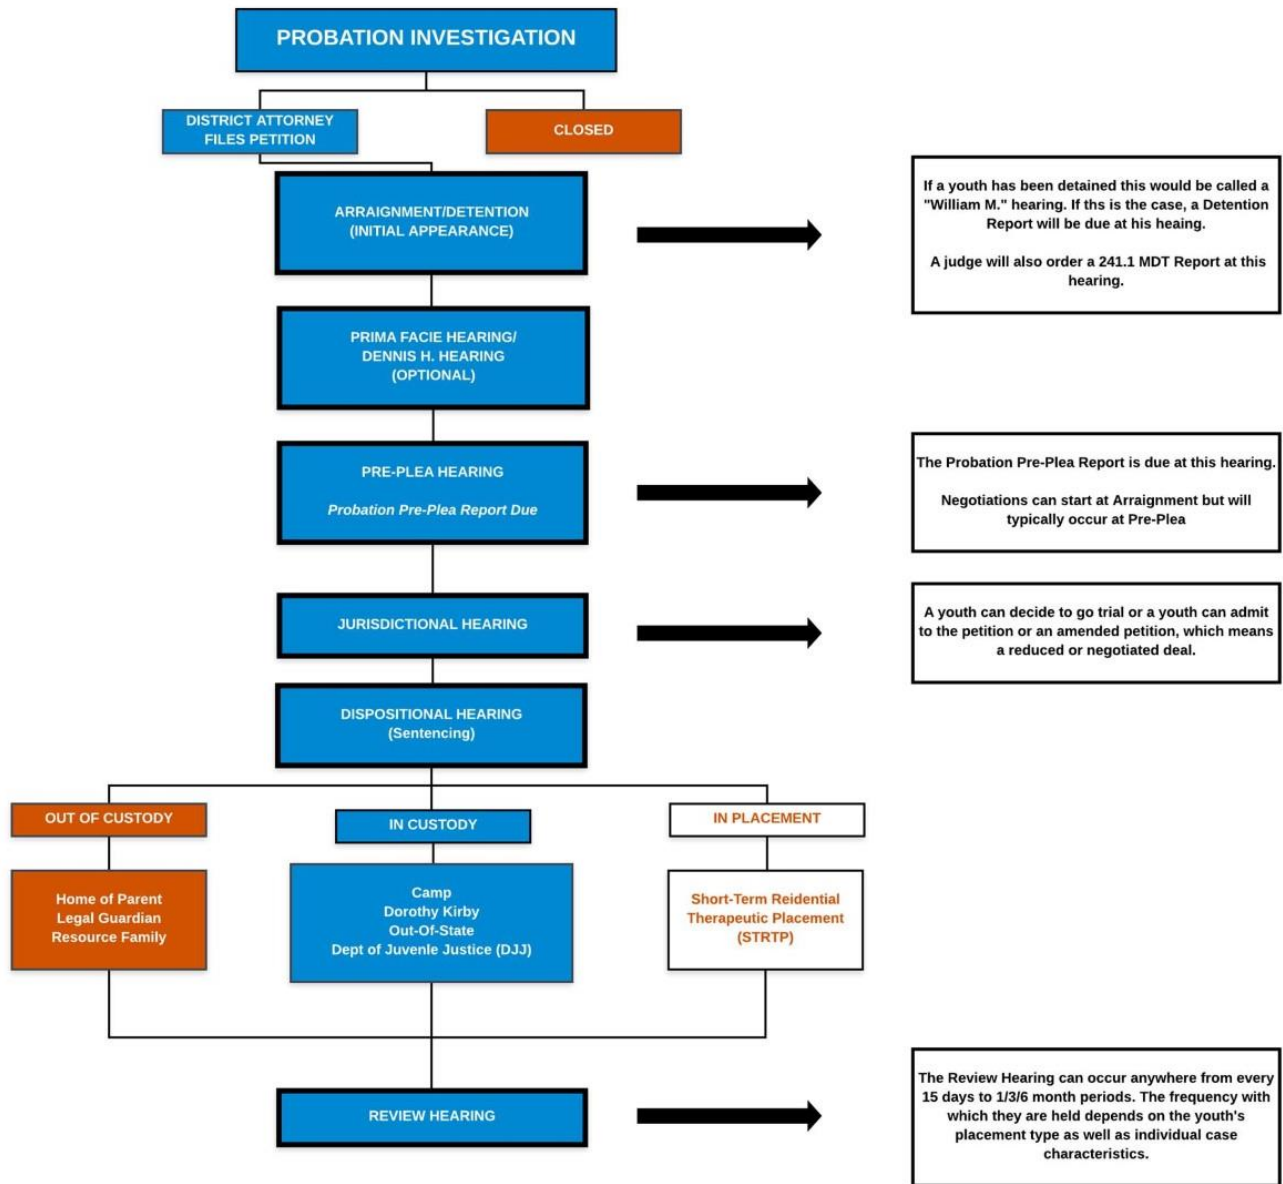 PROBATION INVESTIGATION
DISTRICT ATTORNEY
FILES PETITION
CLOSED
ARRAIGNMENT/DETENTION
(INITIAL APPEARANCE)
If a youth has been detained this would be called a
"William M." hearing. If ths is the case, a Detention
Report will be due at his heaing.
A judge will also order a 241.1 MDT Report at this
hearing.
PRIMA FACIE HEARING/
DENNIS H. HEARING
(OPTIONAL)
PRE-PLEA HEARING
Probation Pre-Plea Report Due
The Probation Pre-Plea Report is due at this hearing.
Negotiations can start at Arraignment but will
typically occur at Pre-Plea
JURISDICTIONAL HEARING
A youth can decide to go trial or a youth can admit
to the petition or an amended petition, which means
a reduced or negotiated deal.
DISPOSITIONAL HEARING
(Sentencing)
OUT OF CUSTODY
IN CUSTODY
IN PLACEMENT
Home of Parent
Legal Guardian
Resource Family
Camp
Dorothy Kirby
Out-Of-State
Dept of Juvenle Justice (DJJ)
Short-Term Reidential
Therapeutic Placement
(STRTP)
REVIEW HEARING
The Review Hearing can occur anywhere from every
15 days to 1/3/6 month periods. The frequency with
which they are held depends on the youth's
placement type as well as individual case
characteristics.